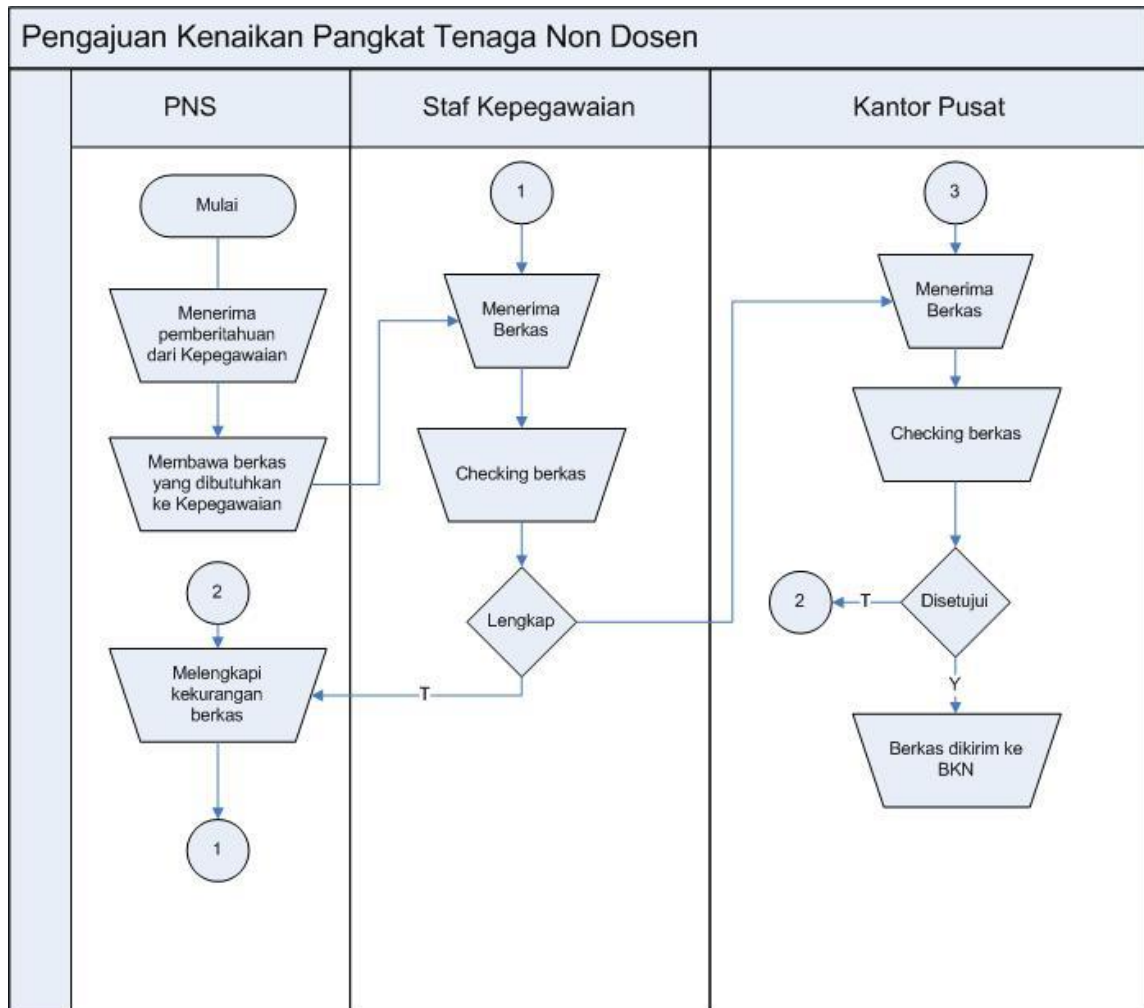 Pengajuan Kenaikan Pangkat Tenaga Non Dosen
PNS
Staf Kepegawaian
Kantor Pusat
Mulai
Menerima
pemberitahuan
dari Kepegawaian
Membawa berkas
yang dibutuhkan
ke Kepegawaian
2
Melengkapi
kekurangan
berkas
1
1
Menerima
Berkas
Checking berkas
Lengkap
T
3
Menerima
Berkas
Checking berkas
Disetujui
T
2
Y
Berkas dikirim ke
BKN